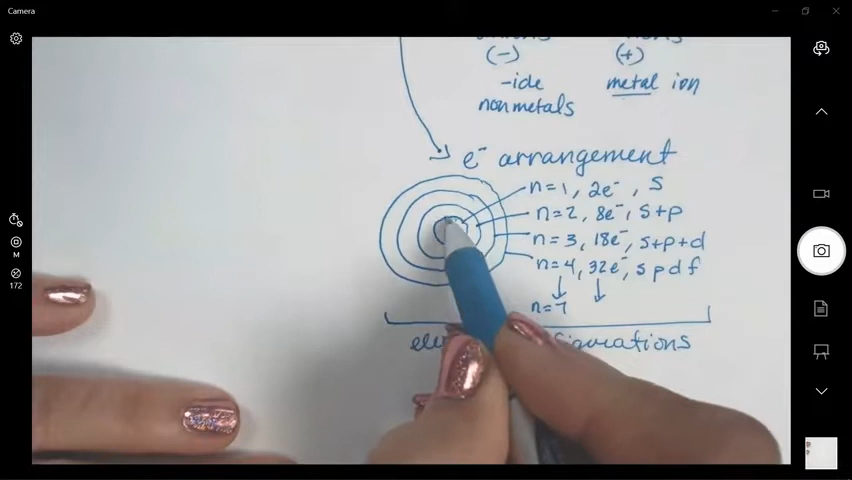 Camera
(-) (+)
-ide metal ion
nonmetals
e⁻ arrangement
n=1, 2e⁻, s
n=2, 8e⁻, s+p
n=3, 18e⁻, s+p+d
n=4, 32e⁻, s p d f
n=7
M
172